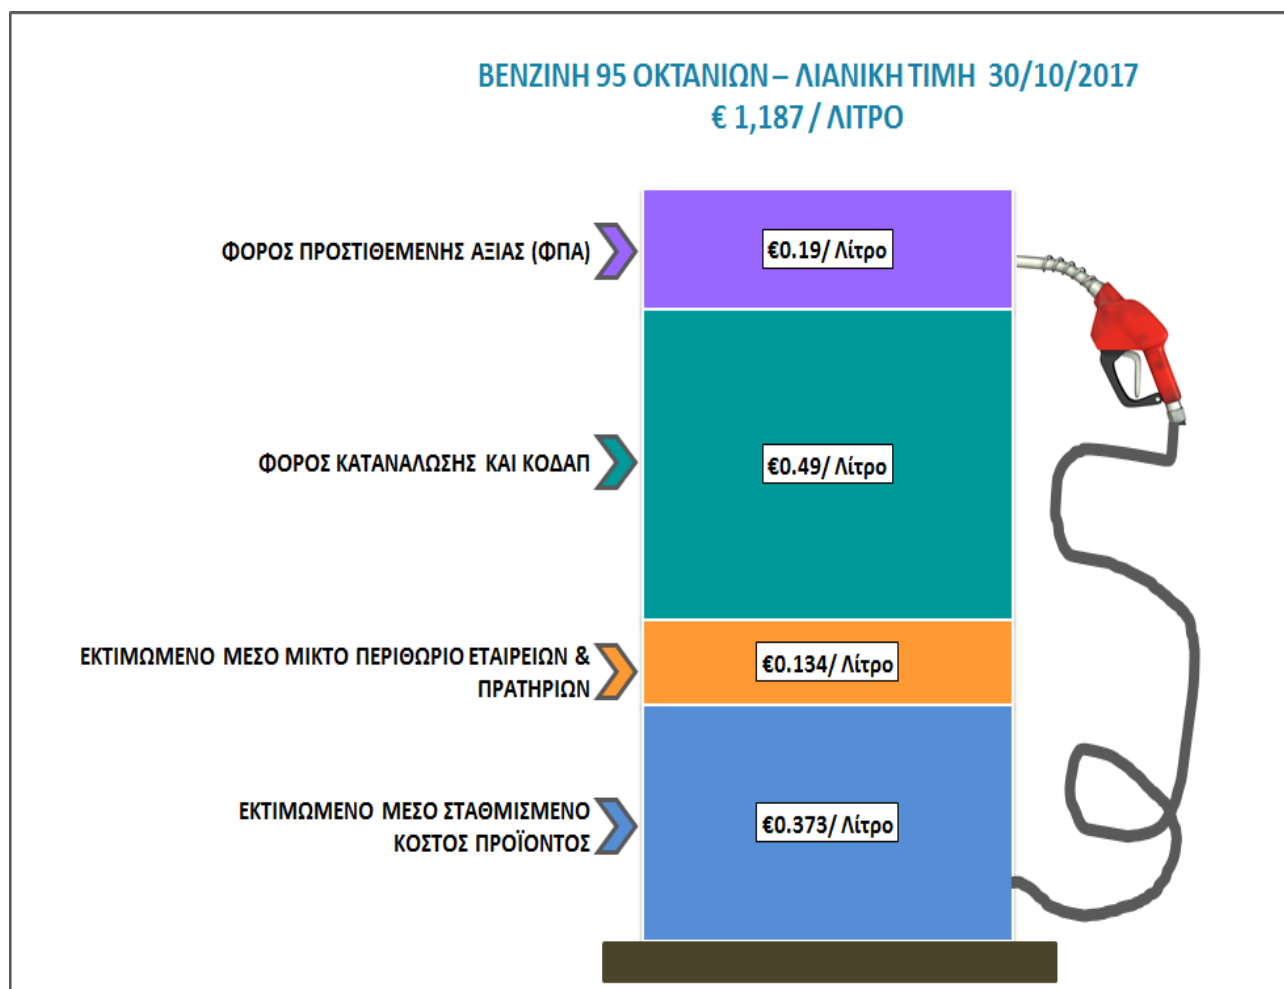 ΒΕΝΖΙΝΗ 95 ΟΚΤΑΝΙΩΝ – ΛΙΑΝΙΚΗ ΤΙΜΗ 30/10/2017
€ 1,187 / ΛΙΤΡΟ
ΦΟΡΟΣ ΠΡΟΣΤΙΘΕΜΕΝΗΣ ΑΞΙΑΣ (ΦΠΑ)
€0.19/ Λίτρο
ΦΟΡΟΣ ΚΑΤΑΝΑΛΩΣΗΣ ΚΑΙ ΚΟΔΑΠ
€0.49/ Λίτρο
ΕΚΤΙΜΩΜΕΝΟ ΜΕΣΟ ΜΙΚΤΟ ΠΕΡΙΘΩΡΙΟ ΕΤΑΙΡΕΙΩΝ &
ΠΡΑΤΗΡΙΩΝ
€0.134/ Λίτρο
ΕΚΤΙΜΩΜΕΝΟ ΜΕΣΟ ΣΤΑΘΜΙΣΜΕΝΟ
ΚΟΣΤΟΣ ΠΡΟΪΟΝΤΟΣ
€0.373/ Λίτρο